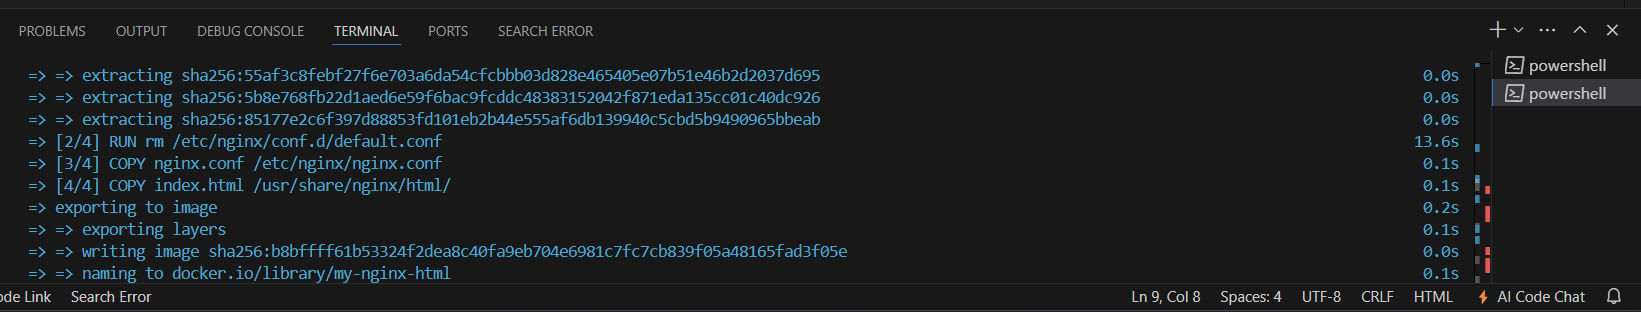 PROBLEMS OUTPUT DEBUG CONSOLE TERMINAL PORTS SEARCH ERROR
=> => extracting sha256:55af3c8febf27f6e703a6da54cfcbbb03d828e465405e07b51e46b2d2037d695 0.0s
=> => extracting sha256:5b8e768fb22d1aed6e59f6bac9fcddc48383152042f871eda135cc01c40dc926 0.0s
=> => extracting sha256:85177e2c6f397d88853fd101eb2b44e555af6db139940c5cbd5b9490965bbeab 0.0s
=> [2/4] RUN rm /etc/nginx/conf.d/default.conf 13.6s
=> [3/4] COPY nginx.conf /etc/nginx/nginx.conf 0.1s
=> [4/4] COPY index.html /usr/share/nginx/html/ 0.1s
=> exporting to image 0.2s
=> => exporting layers 0.1s
=> => writing image sha256:b8bffff61b53324f2dea8c40fa9eb704e6981c7fc7cb839f05a48165fad3f05e 0.0s
=> => naming to docker.io/library/my-nginx-html 0.1s
powershell
powershell
ode Link Search Error Ln 9, Col 8 Spaces: 4 UTF-8 CRLF HTML AI Code Chat